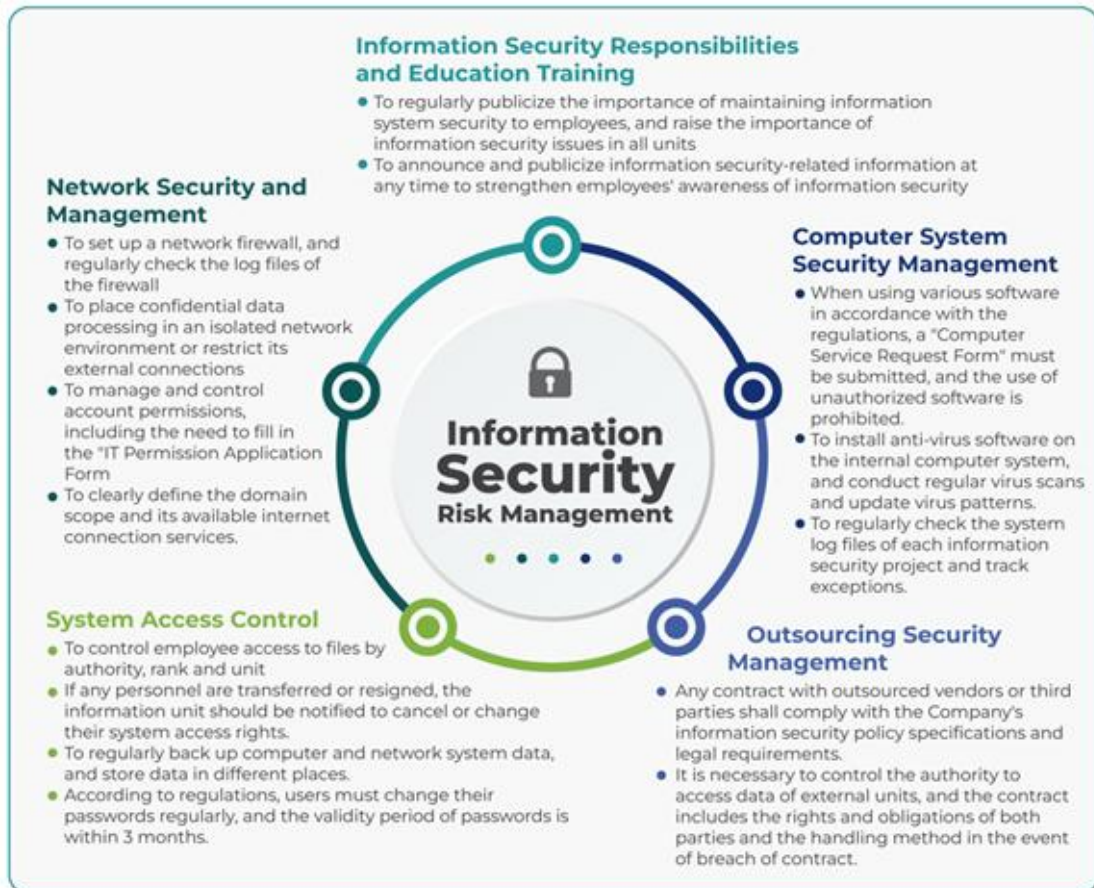 Information Security Responsibilities
and Education Training
• To regularly publicize the importance of maintaining information
system security to employees, and raise the importance of
information security issues in all units
• To announce and publicize information security-related information at
any time to strengthen employees' awareness of information security
Network Security and
Management
• To set up a network firewall, and
regularly check the log files of
the firewall
• To place confidential data
processing in an isolated network
environment or restrict its
external connections
• To manage and control
account permissions,
including the need to fill in
the "IT Permission Application
Form
• To clearly define the domain
scope and its available internet
connection services.
Computer System
Security Management
• When using various software
in accordance with the
regulations, a "Computer
Service Request Form" must
be submitted, and the use of
unauthorized software is
prohibited.
• To install anti-virus software on
the internal computer system,
and conduct regular virus scans
and update virus patterns.
• To regularly check the system
log files of each information
security project and track
exceptions.
Information
Security
Risk Management
System Access Control
• To control employee access to files by
authority, rank and unit
• If any personnel are transferred or resigned, the
information unit should be notified to cancel or change
their system access rights.
• To regularly back up computer and network system data,
and store data in different places.
• According to regulations, users must change their
passwords regularly, and the validity period of passwords is
within 3 months.
Outsourcing Security
Management
• Any contract with outsourced vendors or third
parties shall comply with the Company's
information security policy specifications and
legal requirements.
• It is necessary to control the authority to
access data of external units, and the contract
includes the rights and obligations of both
parties and the handling method in the event
of breach of contract.